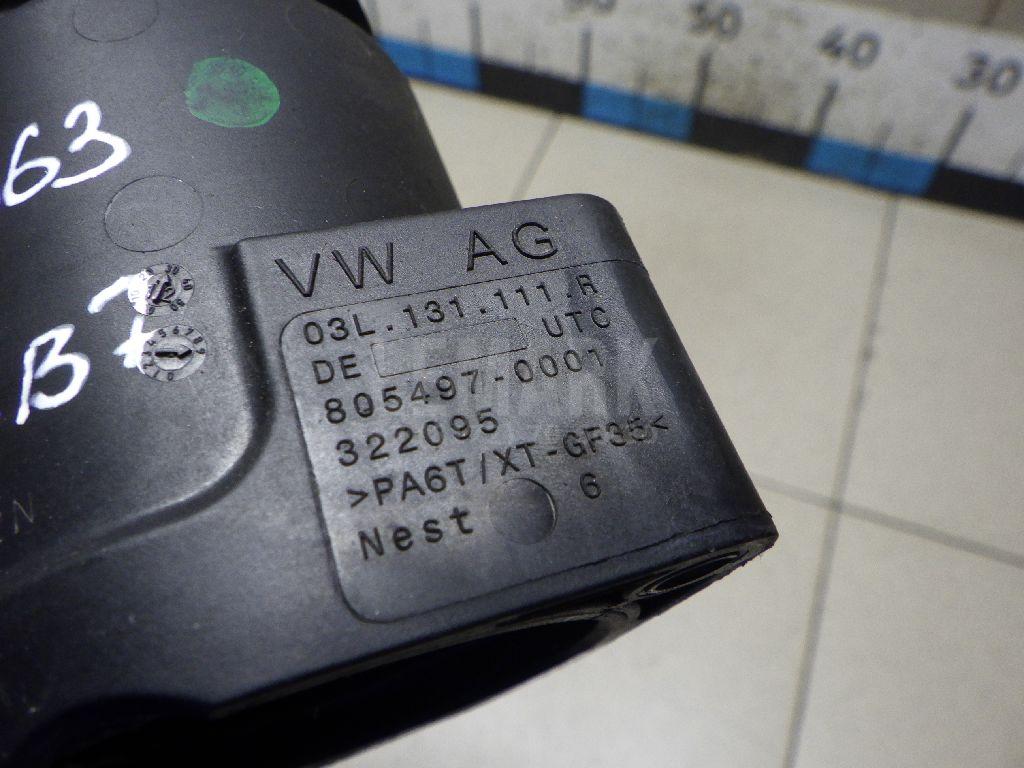 50
40
30
63
B7
VW AG
03L.131.111.R
DE UTC
805497-0001
322095
>PA6T/XT-GF35<
Nest 6